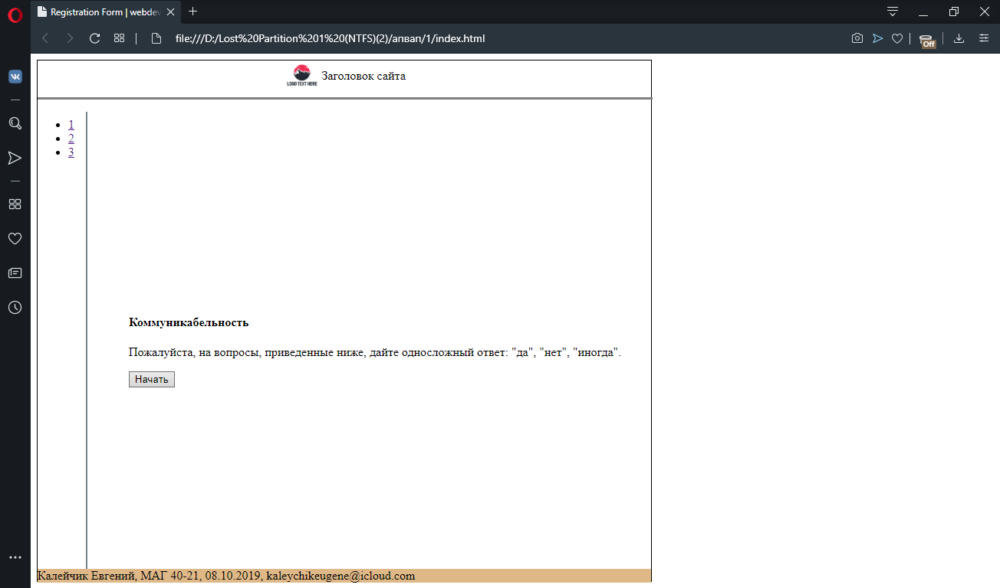 Registration Form | webdev
file:///D:/Lost%20Partition%201%20(NTFS)(2)/апвап/1/index.html
Off
LOGO TEXT HERE
Заголовок сайта
1
2
3
Коммуникабельность
Пожалуйста, на вопросы, приведенные ниже, дайте односложный ответ: "да", "нет", "иногда".
Начать
Калейчик Евгений, МАГ 40-21, 08.10.2019, kaleychikeugene@icloud.com